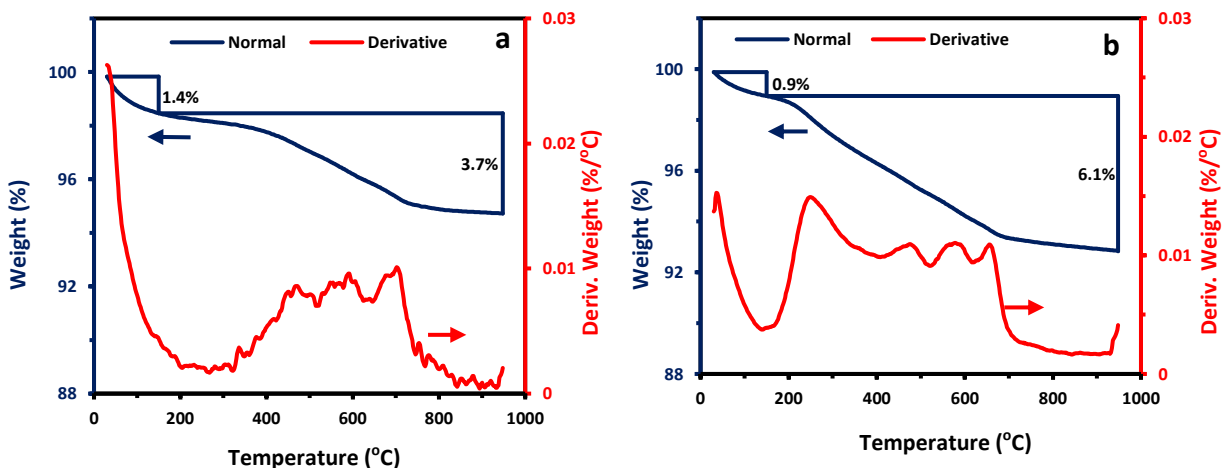 Normal Derivative a
100
96
92
88
Weight (%)
1.4%
3.7%
0.03
0.02
0.01
0
Deriv. Weight (%/°C)
0 200 400 600 800 1000
Temperature (°C)
Normal Derivative b
100
96
92
88
Weight (%)
0.9%
6.1%
0.03
0.02
0.01
0
Deriv. Weight (%/°C)
0 200 400 600 800 1000
Temperature (°C)